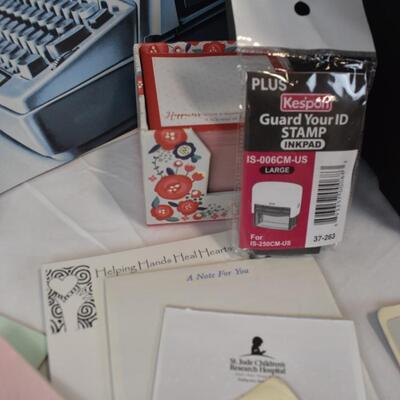 Happiness
PLUS
Kespon
Guard Your ID
STAMP
INKPAD
IS-006CM-US
LARGE
For
IS-250CM-US
37-263
Helping Hands Heal Hearts
A Note For You
St. Jude Children's
Research Hospital